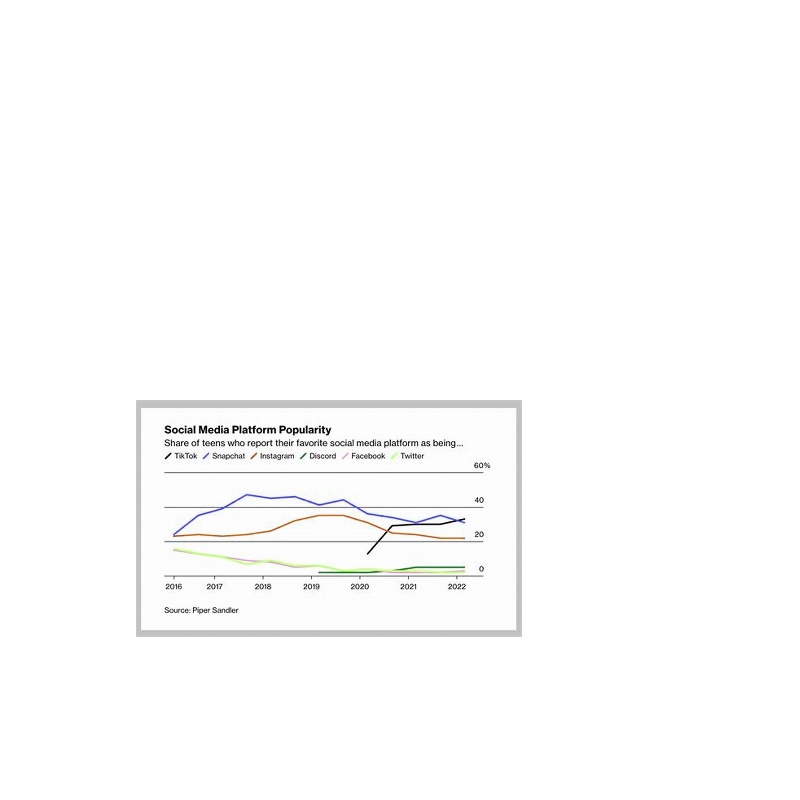 Social Media Platform Popularity
Share of teens who report their favorite social media platform as being...
TikTok Snapchat Instagram Discord Facebook Twitter
60%
40
20
0
2016 2017 2018 2019 2020 2021 2022
Source: Piper Sandler